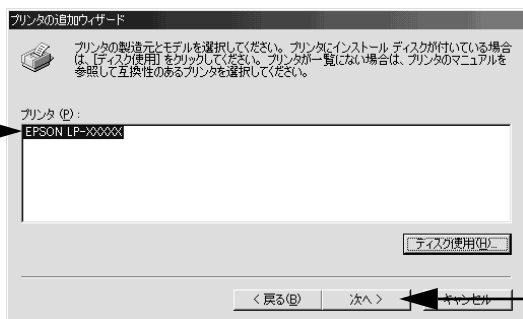 プリンタの追加ウィザード
プリンタの製造元とモデルを選択してください。プリンタにインストール ディスクが付いている場合
は、[ディスク使用] をクリックしてください。プリンタが一覧にない場合は、プリンタのマニュアルを
参照して互換性のあるプリンタを選択してください。
プリンタ (P) :
EPSON LP-XXXXX
ディスク使用(H)...
< 戻る(B)
次へ >
キャンセル